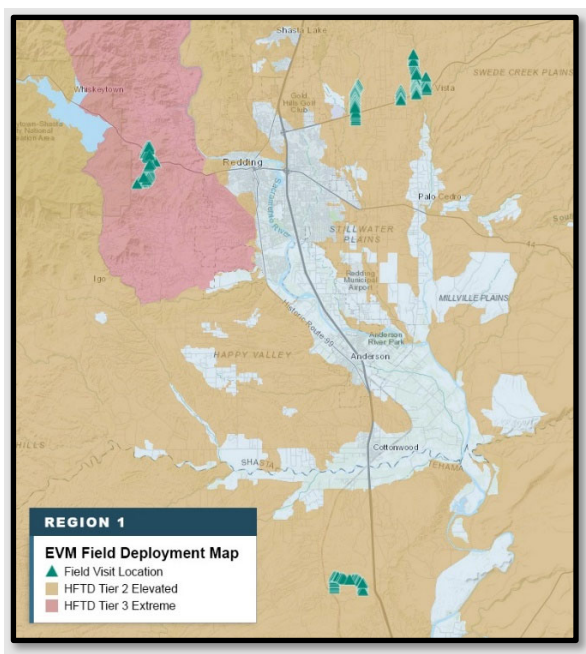 Shasta Lake
SWEDE CREEK PLAINS
Whiskeytown
Gold
Hills Golf
Club
Redding
Sacramento River
Palo Cedro
STILLWATER
PLAINS
44
Igo
Redding
Municipal
Airport
MILLVILLE PLAINS
Historic Route 99
Anderson
River Park
Anderson
HAPPY VALLEY
HILLS
Cottonwood
SHASTA
TEHAMA
REGION 1
EVM Field Deployment Map
Field Visit Location
HFTD Tier 2 Elevated
HFTD Tier 3 Extreme